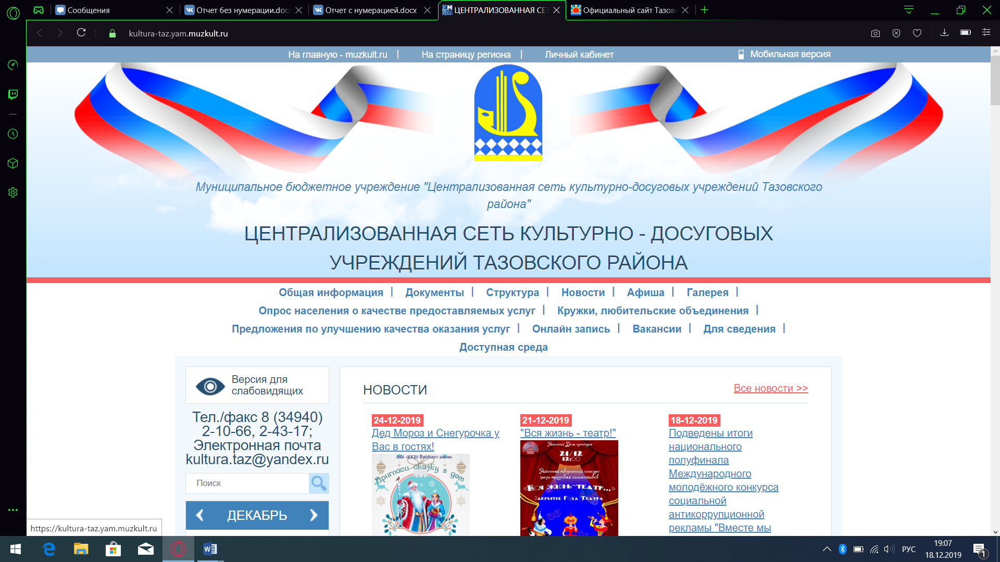 Сообщения
Отчет без нумерации.doc
Отчет с нумерацией.docx
ЦЕНТРАЛИЗОВАННАЯ СЕТ
Официальный сайт Тазов
kultura-taz.yam.muzkult.ru
На главную - muzkult.ru |
На страницу региона |
Личный кабинет
Мобильная версия
Муниципальное бюджетное учреждение "Централизованная сеть культурно-досуговых учреждений Тазовского
района"
ЦЕНТРАЛИЗОВАННАЯ СЕТЬ КУЛЬТУРНО - ДОСУГОВЫХ
УЧРЕЖДЕНИЙ ТАЗОВСКОГО РАЙОНА
Общая информация | Документы | Структура | Новости | Афиша | Галерея |
Опрос населения о качестве предоставляемых услуг | Кружки, любительские объединения |
Предложения по улучшению качества оказания услуг | Онлайн запись | Вакансии | Для сведения |
Доступная среда
Версия для
слабовидящих
Тел./факс 8 (34940)
2-10-66, 2-43-17;
Электронная почта
kultura.taz@yandex.ru
Поиск
ДЕКАБРЬ
НОВОСТИ
Все новости >>
24-12-2019
Дед Мороз и Снегурочка у
Вас в гостях!
МБУ «ЦСКДУ Тазовского района»
Пригласи сказку в дом
21-12-2019
"Вся жизнь - театр!"
Районный Дом культуры
21/12
12:00
Районный творческий конкурс
среди трудовых коллективов
«Вся жизнь-театр...»
Закрытие Года Театра
18-12-2019
Подведены итоги
национального
полуфинала
Международного
молодёжного конкурса
социальной
антикоррупционной
рекламы "Вместе мы
https://kultura-taz.yam.muzkult.ru
РУС
19:07
18.12.2019
1